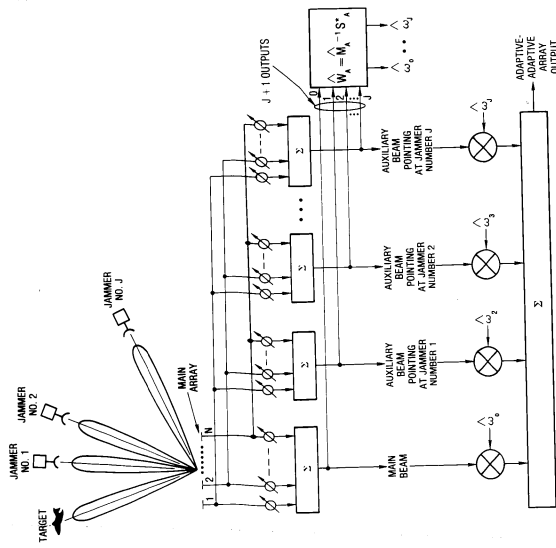 TARGET
JAMMER
NO. 1
JAMMER
NO. 2
JAMMER
NO. J
MAIN
ARRAY
1 2 N
J + 1 OUTPUTS
Ŵ_A = M̂_A⁻¹ S*_A
0
1
2
J
ω̂_0 ω̂_J
Σ Σ Σ Σ
MAIN
BEAM
AUXILIARY
BEAM
POINTING
AT JAMMER
NUMBER 1
AUXILIARY
BEAM
POINTING
AT JAMMER
NUMBER 2
AUXILIARY
BEAM
POINTING
AT JAMMER
NUMBER J
ω̂_0 ω̂_2 ω̂_3 ω̂_J
Σ
ADAPTIVE-
ADAPTIVE
ARRAY
OUTPUT